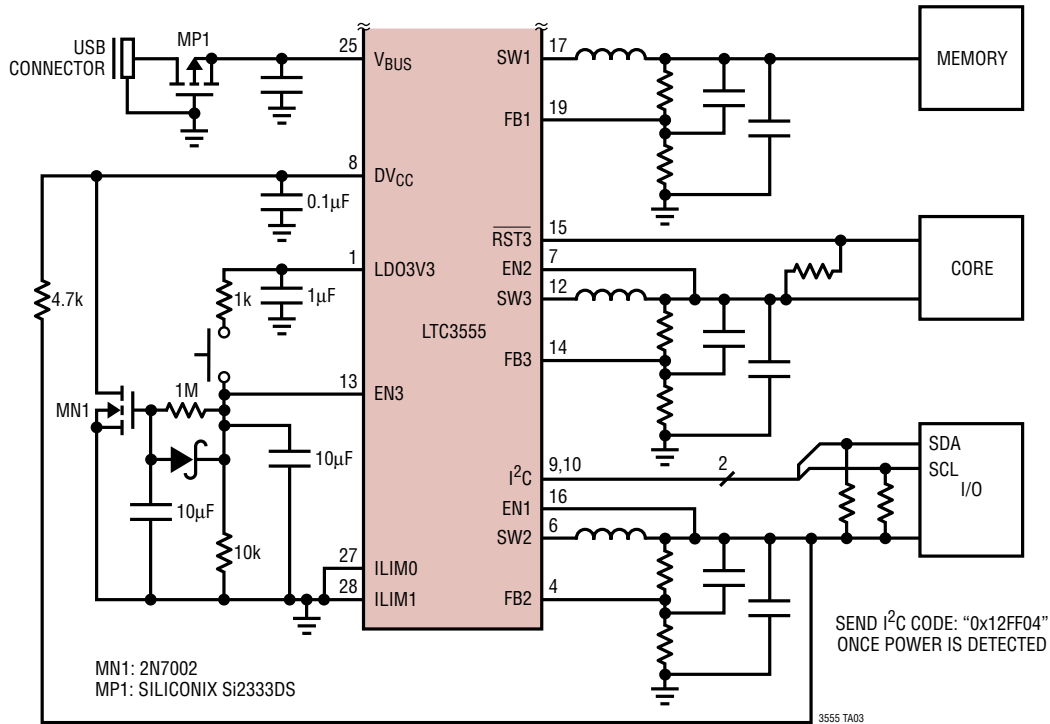 USB
CONNECTOR
MP1
25
VBUS
8
DVCC
0.1µF
1
LDO3V3
1k
1µF
4.7k
13
EN3
1M
MN1
10µF
10µF
10k
27
ILIM0
28
ILIM1
LTC3555
SW1
17
FB1
19
MEMORY
RST3
15
EN2
7
SW3
12
FB3
14
CORE
I2C
9,10
2
EN1
16
SW2
6
FB2
4
SDA
SCL
I/O
SEND I2C CODE: “0x12FF04”
ONCE POWER IS DETECTED
MN1: 2N7002
MP1: SILICONIX Si2333DS
3555 TA03